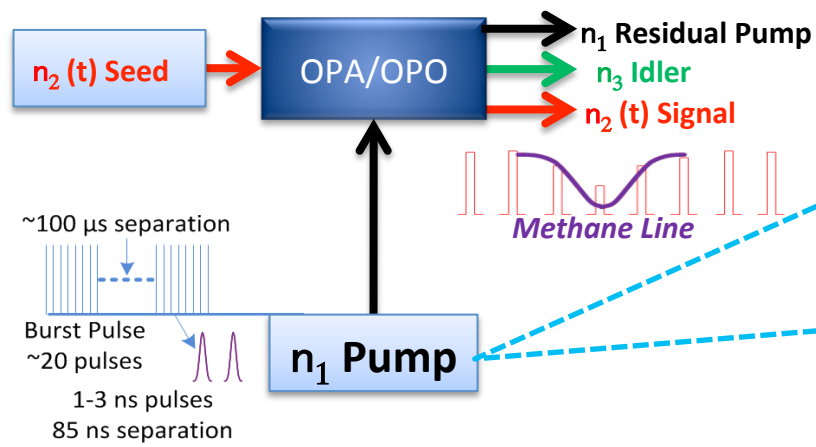 n₁ Residual Pump
n₂ (t) Seed
OPA/OPO
n₃ Idler
n₂ (t) Signal
~100 µs separation
Methane Line
Burst Pulse
~20 pulses
n₁ Pump
1-3 ns pulses
85 ns separation